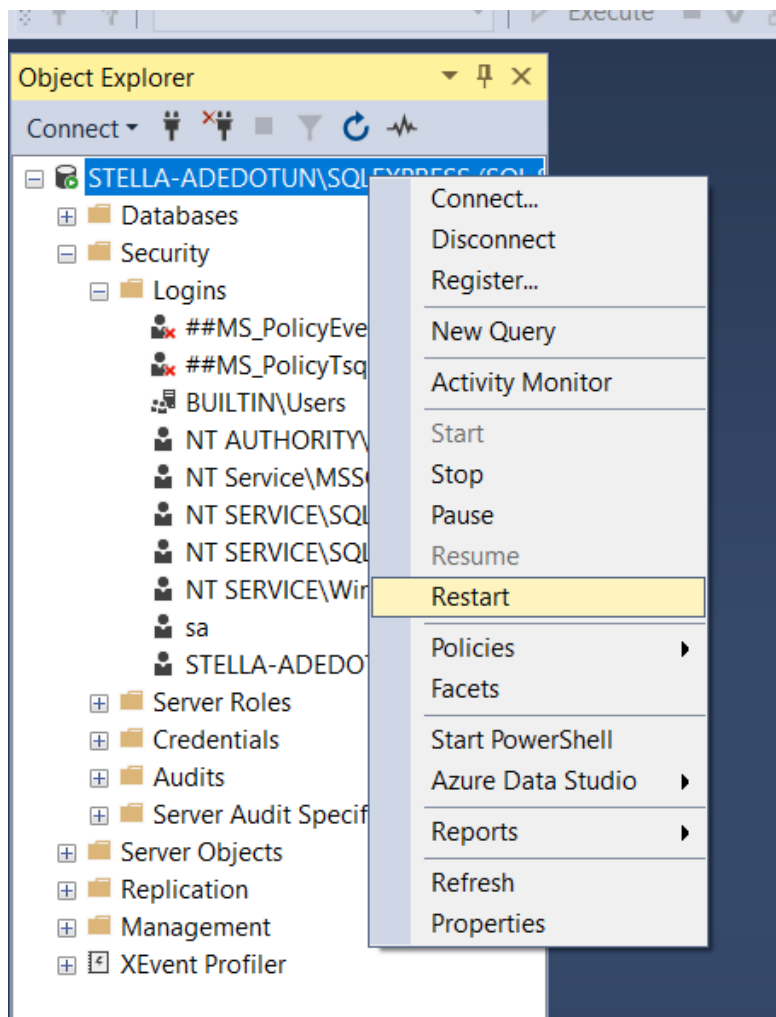 Execute
Object Explorer
Connect
STELLA-ADEDOTUN\SQLEXPRESS (SQL S
Databases
Security
Logins
##MS_PolicyEve
##MS_PolicyTsq
BUILTIN\Users
NT AUTHORITY\
NT Service\MSS
NT SERVICE\SQL
NT SERVICE\SQL
NT SERVICE\Win
sa
STELLA-ADEDOT
Server Roles
Credentials
Audits
Server Audit Specif
Server Objects
Replication
Management
XEvent Profiler
Connect...
Disconnect
Register...
New Query
Activity Monitor
Start
Stop
Pause
Resume
Restart
Policies
Facets
Start PowerShell
Azure Data Studio
Reports
Refresh
Properties